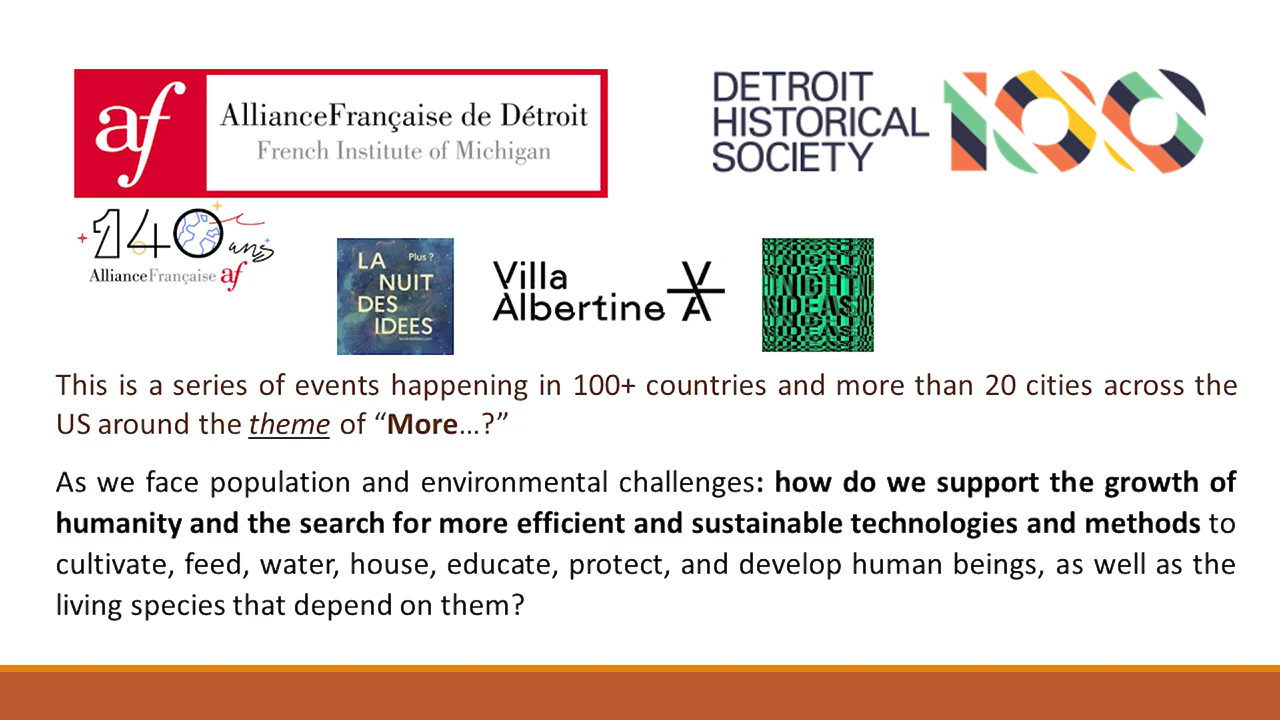 af
AllianceFrançaise de Détroit
French Institute of Michigan
DETROIT
HISTORICAL
SOCIETY
100
140 ans
AllianceFrançaise af
LA
Plus ?
NUIT
DES
IDEES
Villa
Albertine
VA
NIGHT
IDEAS
This is a series of events happening in 100+ countries and more than 20 cities across the
US around the theme of “More…?”
As we face population and environmental challenges: how do we support the growth of
humanity and the search for more efficient and sustainable technologies and methods to
cultivate, feed, water, house, educate, protect, and develop human beings, as well as the
living species that depend on them?